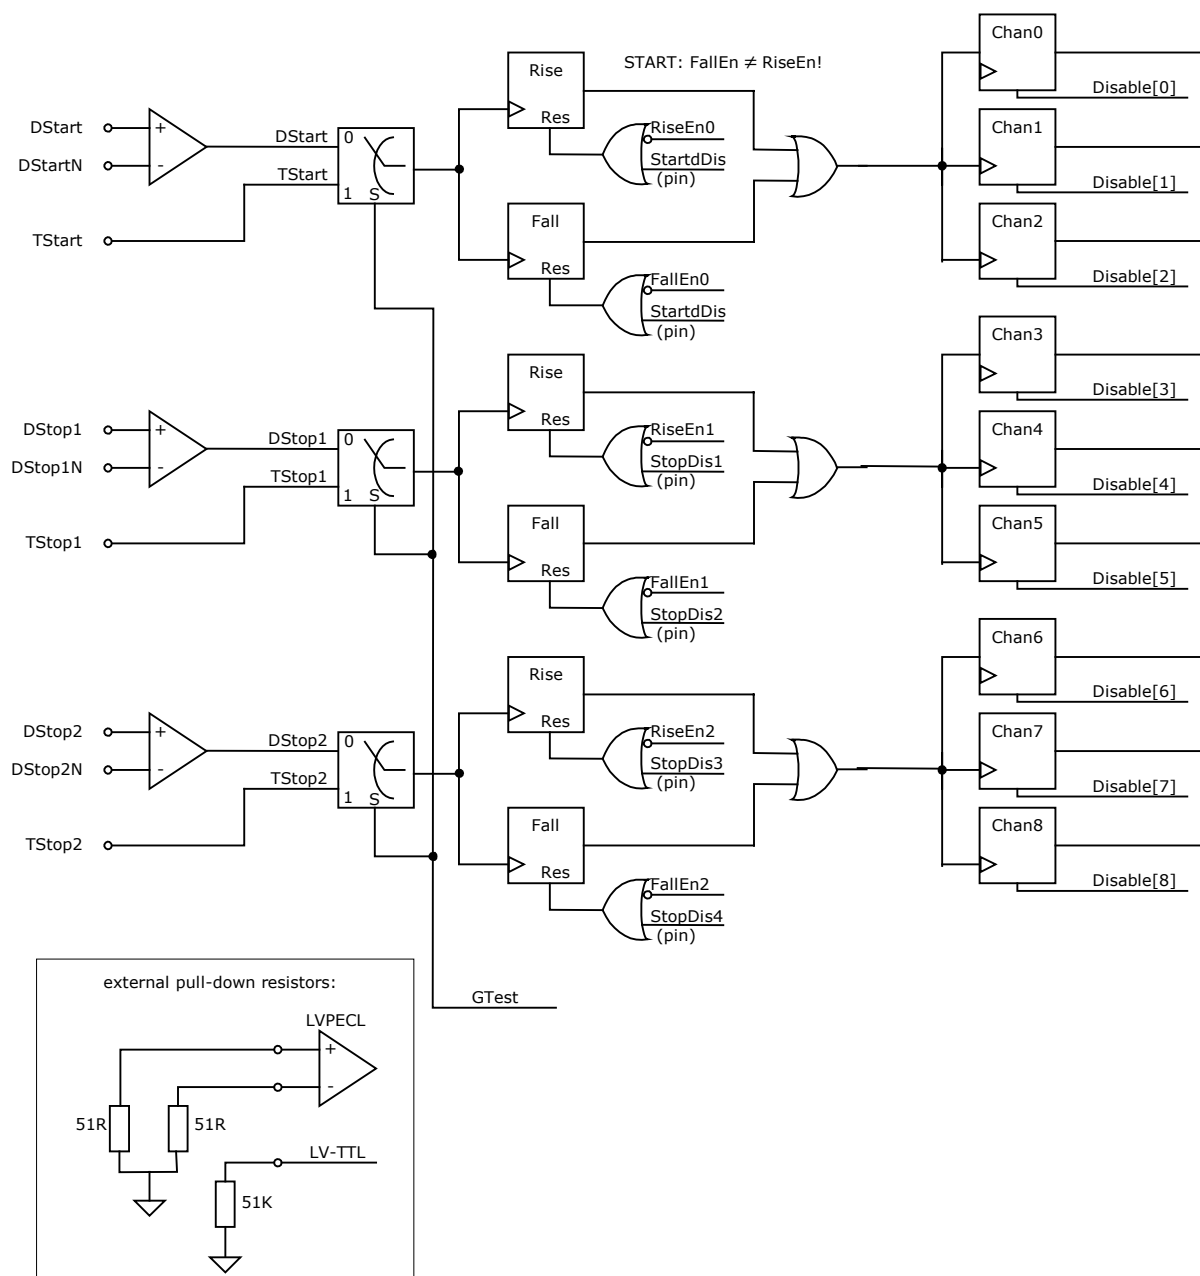 START: FallEn ≠ RiseEn!
DStart
+
DStartN
-
TStart
DStart
0
TStart
1
S
Rise
Res
RiseEn0
StartdDis
(pin)
Fall
Res
FallEn0
StartdDis
(pin)
Chan0
Disable[0]
Chan1
Disable[1]
Chan2
Disable[2]
DStop1
+
DStop1N
-
TStop1
DStop1
0
TStop1
1
S
Rise
Res
RiseEn1
StopDis1
(pin)
Fall
Res
FallEn1
StopDis2
(pin)
Chan3
Disable[3]
Chan4
Disable[4]
Chan5
Disable[5]
DStop2
+
DStop2N
-
TStop2
DStop2
0
TStop2
1
S
Rise
Res
RiseEn2
StopDis3
(pin)
Fall
Res
FallEn2
StopDis4
(pin)
Chan6
Disable[6]
Chan7
Disable[7]
Chan8
Disable[8]
GTest
external pull-down resistors:
LVPECL
+
-
51R
51R
LV-TTL
51K